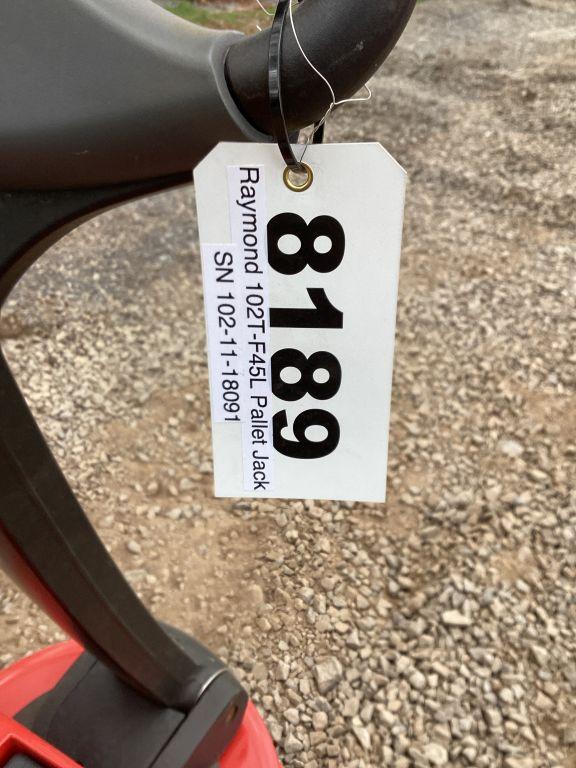 8189
Raymond 102T-F45L Pallet Jack
SN 102-11-18091